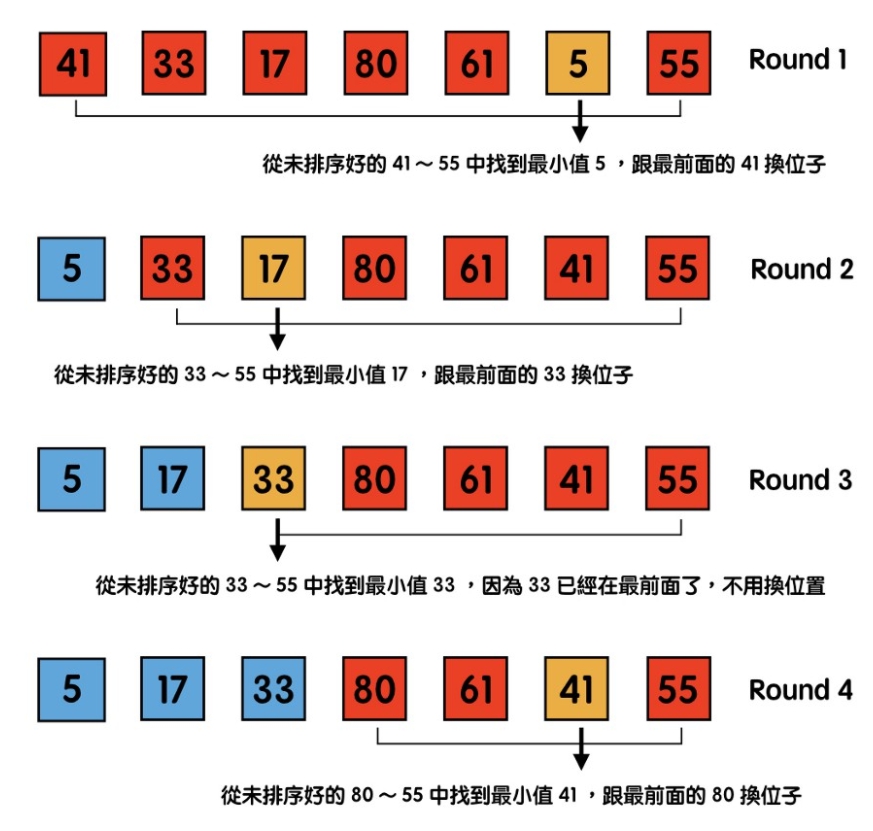 41 33 17 80 61 5 55 Round 1
從未排序好的 41～55 中找到最小值 5，跟最前面的 41 換位子
5 33 17 80 61 41 55 Round 2
從未排序好的 33～55 中找到最小值 17，跟最前面的 33 換位子
5 17 33 80 61 41 55 Round 3
從未排序好的 33～55 中找到最小值 33，因為 33 已經在最前面了，不用換位置
5 17 33 80 61 41 55 Round 4
從未排序好的 80～55 中找到最小值 41，跟最前面的 80 換位子